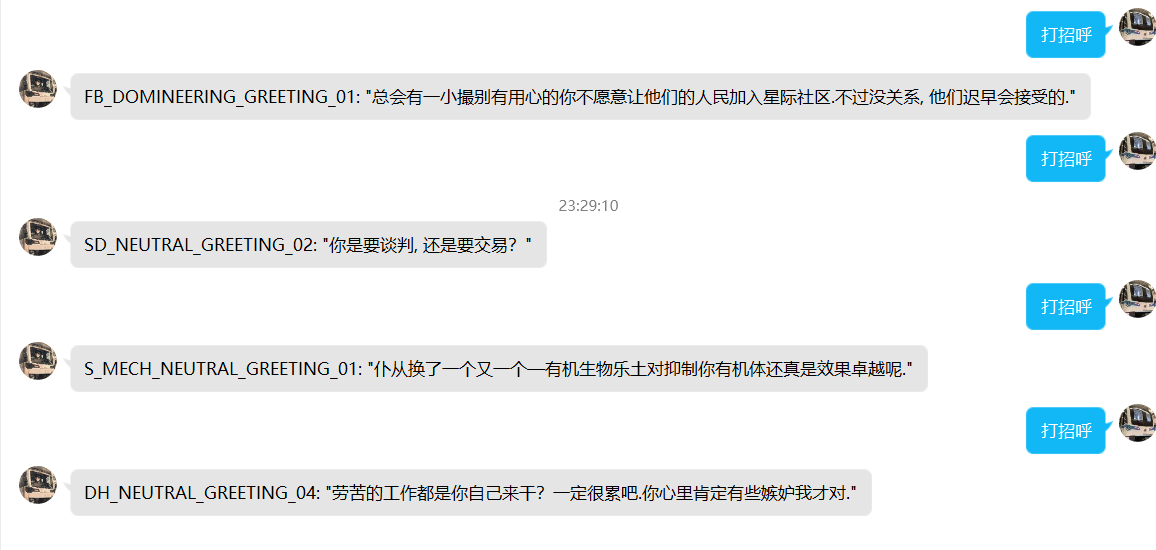 打招呼
FB_DOMINEERING_GREETING_01: "总会有一小撮别有用心的你不愿意让他们的人民加入星际社区.不过没关系, 他们迟早会接受的."
打招呼
23:29:10
SD_NEUTRAL_GREETING_02: "你是要谈判, 还是要交易？"
打招呼
S_MECH_NEUTRAL_GREETING_01: "仆从换了一个又一个—有机生物乐土对抑制你有机体还真是效果卓越呢."
打招呼
DH_NEUTRAL_GREETING_04: "劳苦的工作都是你自己来干？一定很累吧.你心里肯定有些嫉妒我才对."